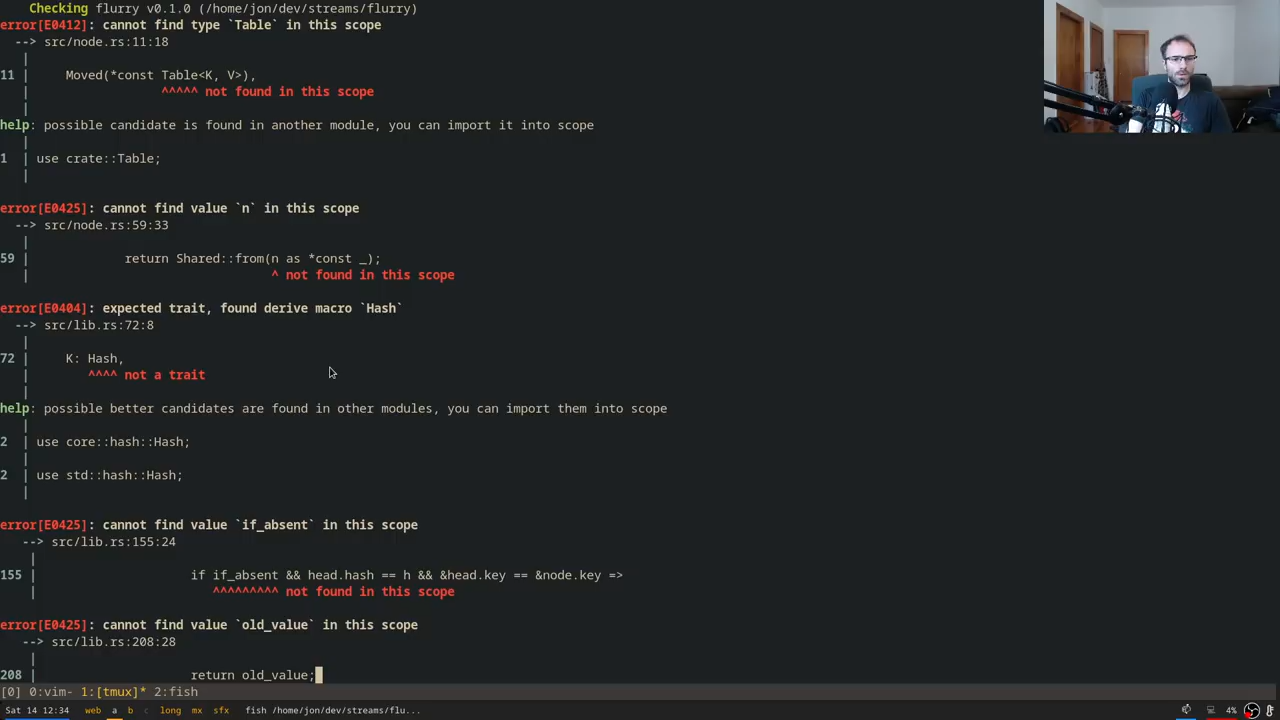 Checking flurry v0.1.0 (/home/jon/dev/streams/flurry)
error[E0412]: cannot find type `Table` in this scope
--> src/node.rs:11:18
|
11 | Moved(*const Table<K, V>),
| ^^^^^ not found in this scope
|
help: possible candidate is found in another module, you can import it into scope
|
1 | use crate::Table;
|
error[E0425]: cannot find value `n` in this scope
--> src/node.rs:59:33
|
59 | return Shared::from(n as *const _);
| ^ not found in this scope
error[E0404]: expected trait, found derive macro `Hash`
--> src/lib.rs:72:8
|
72 | K: Hash,
| ^^^^ not a trait
|
help: possible better candidates are found in other modules, you can import them into scope
|
2 | use core::hash::Hash;
|
2 | use std::hash::Hash;
|
error[E0425]: cannot find value `if_absent` in this scope
--> src/lib.rs:155:24
|
155 | if if_absent && head.hash == h && &head.key == &node.key =>
| ^^^^^^^^^ not found in this scope
error[E0425]: cannot find value `old_value` in this scope
--> src/lib.rs:208:28
|
208 | return old_value;
[0] 0:vim- 1:[tmux]* 2:fish
Sat 14 12:34 web a b < long mx sfx fish /home/jon/dev/streams/flu... 4%